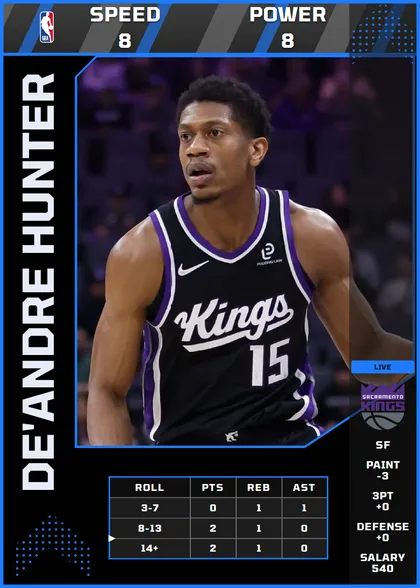 SPEED
8
POWER
8
NBA
DE'ANDRE HUNTER
Kings
15
LIVE
SACRAMENTO
KINGS
SF
PAINT
-3
3PT
+0
DEFENSE
+0
SALARY
540
ROLL PTS REB AST
3-7 0 1 1
8-13 2 1 0
14+ 2 1 0